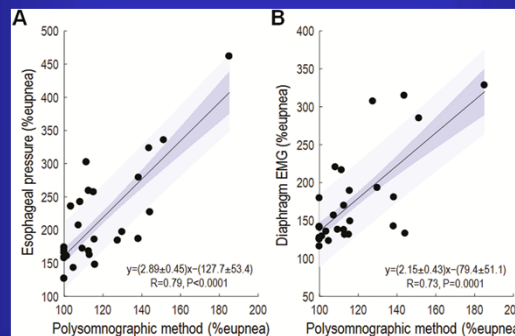 A
Esophageal pressure (%eupnea)
500
450
400
350
300
250
200
150
100
y=(2.89±0.45)x−(127.7±53.4)
R=0.79, P<0.0001
100 120 140 160 180 200
Polysomnographic method (%eupnea)
B
Diaphragm EMG (%eupnea)
400
350
300
250
200
150
100
50
y=(2.15±0.43)x−(79.4±51.1)
R=0.73, P=0.0001
100 120 140 160 180 200
Polysomnographic method (%eupnea)